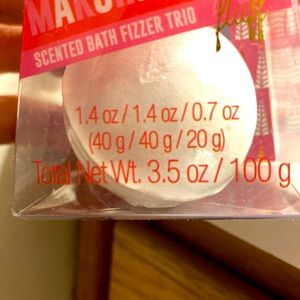 SCENTED BATH FIZZER TRIO
fluff
1.4 oz / 1.4 oz / 0.7 oz
(40 g / 40 g / 20 g)
Total Net Wt. 3.5 oz / 100 g